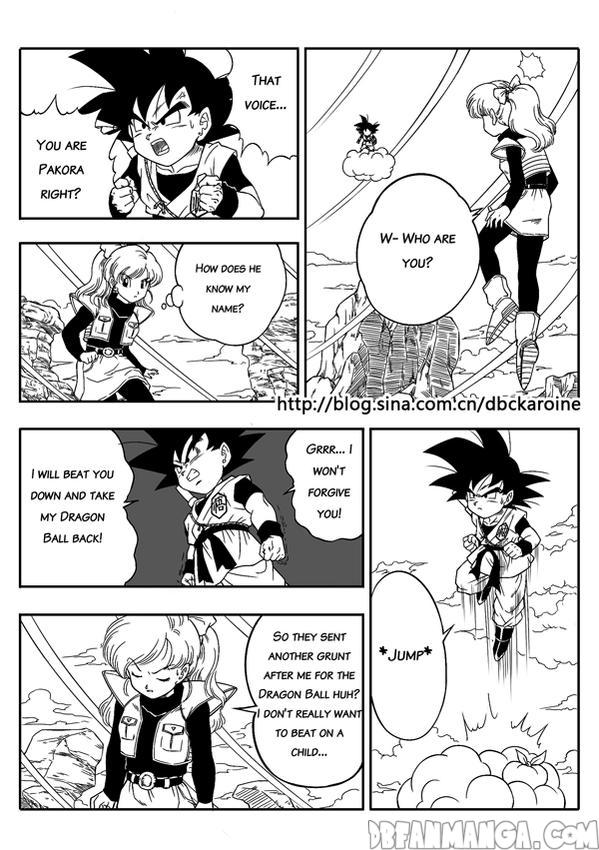 THAT
VOICE...
YOU ARE
PAKORA
RIGHT?
W- WHO ARE
YOU?
HOW DOES HE
KNOW MY
NAME?
http://blog.sina.com.cn/dbckaroine
GRRR... I
WON'T
FORGIVE
YOU!
I WILL BEAT YOU
DOWN AND TAKE
MY DRAGON
BALL BACK!
悟
*JUMP*
SO THEY SENT
ANOTHER GRUNT
AFTER ME FOR THE
DRAGON BALL HUH?
I DON'T REALLY WANT
TO BEAT ON A
CHILD...
DBFANMANGA.COM